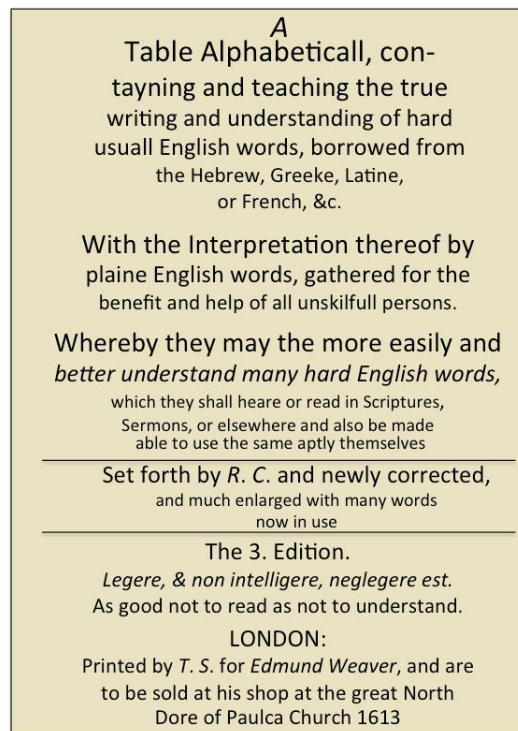 A
Table Alphabeticall, con-
tayning and teaching the true
writing and understanding of hard
usuall English words, borrowed from
the Hebrew, Greeke, Latine,
or French, &c.
With the Interpretation thereof by
plaine English words, gathered for the
benefit and help of all unskilfull persons.
Whereby they may the more easily and
better understand many hard English words,
which they shall heare or read in Scriptures,
Sermons, or elsewhere and also be made
able to use the same aptly themselves
Set forth by R. C. and newly corrected,
and much enlarged with many words
now in use
The 3. Edition.
Legere, & non intelligere, neglegere est.
As good not to read as not to understand.
LONDON:
Printed by T. S. for Edmund Weaver, and are
to be sold at his shop at the great North
Dore of Paulca Church 1613